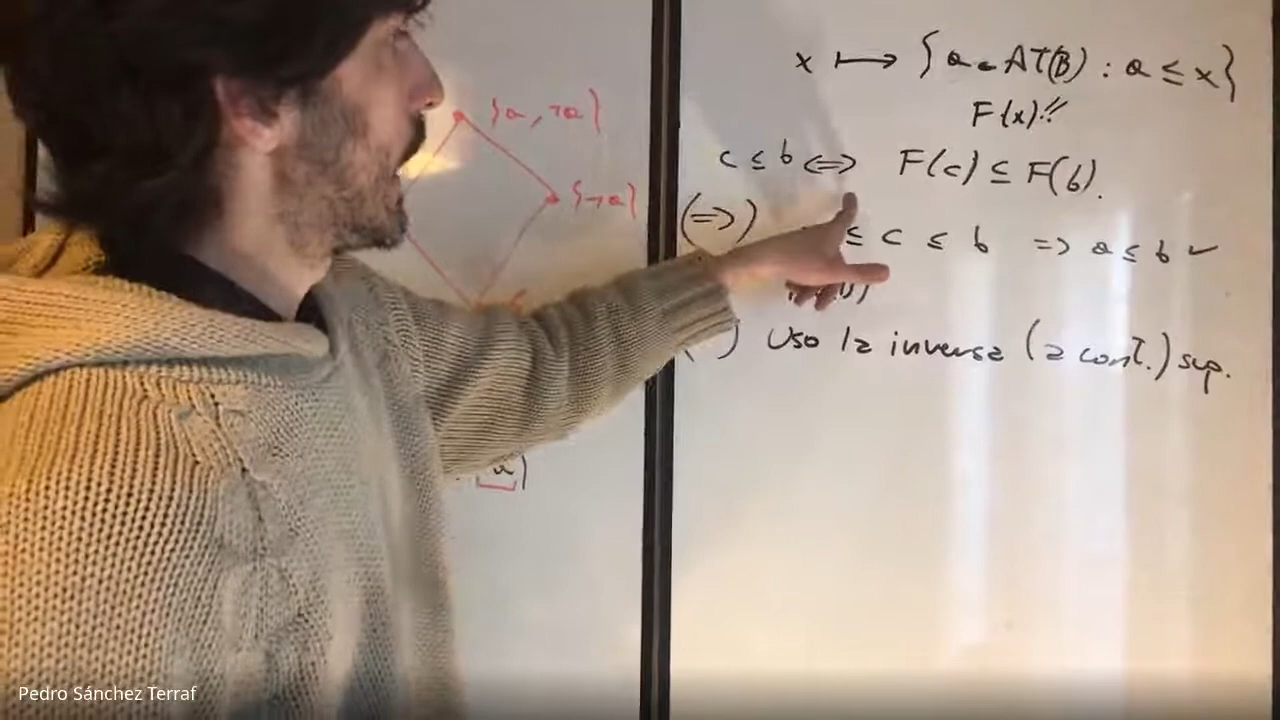 x ⟼ {a ∈ AT(B) : a ≤ x}
F(x)!!
c ≤ b ⟺ F(c) ⊆ F(b).
(⇒) ≤ c ≤ b ⇒ a ≤ b ✓
) Uso la inversa (a cont.) sup.
{a, ¬a}
{¬a}
Pedro Sánchez Terraf